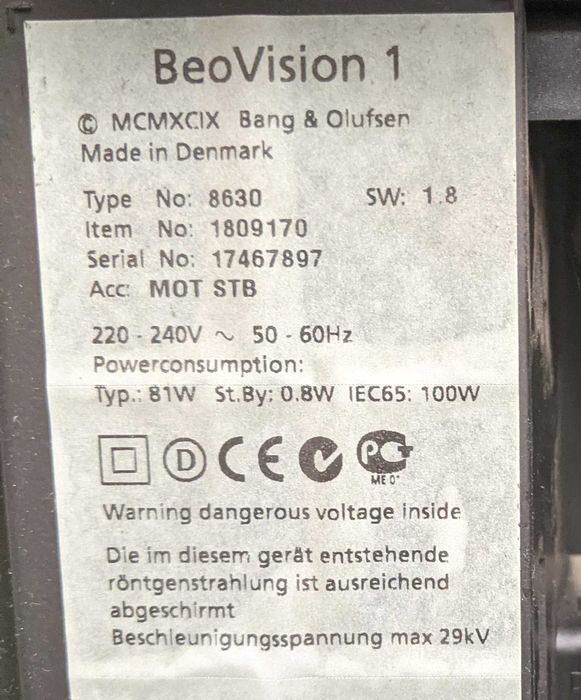 BeoVision 1
© MCMXCIX Bang & Olufsen
Made in Denmark
Type No: 8630 SW: 1.8
Item No: 1809170
Serial No: 17467897
Acc: MOT STB
220 - 240V ~ 50 - 60Hz
Powerconsumption:
Typ.: 81W St.By: 0.8W IEC65: 100W
D CE PG
Warning dangerous voltage inside
Die im diesem gerät entstehende
röntgenstrahlung ist ausreichend
abgeschirmt
Beschleunigungsspannung max 29kV